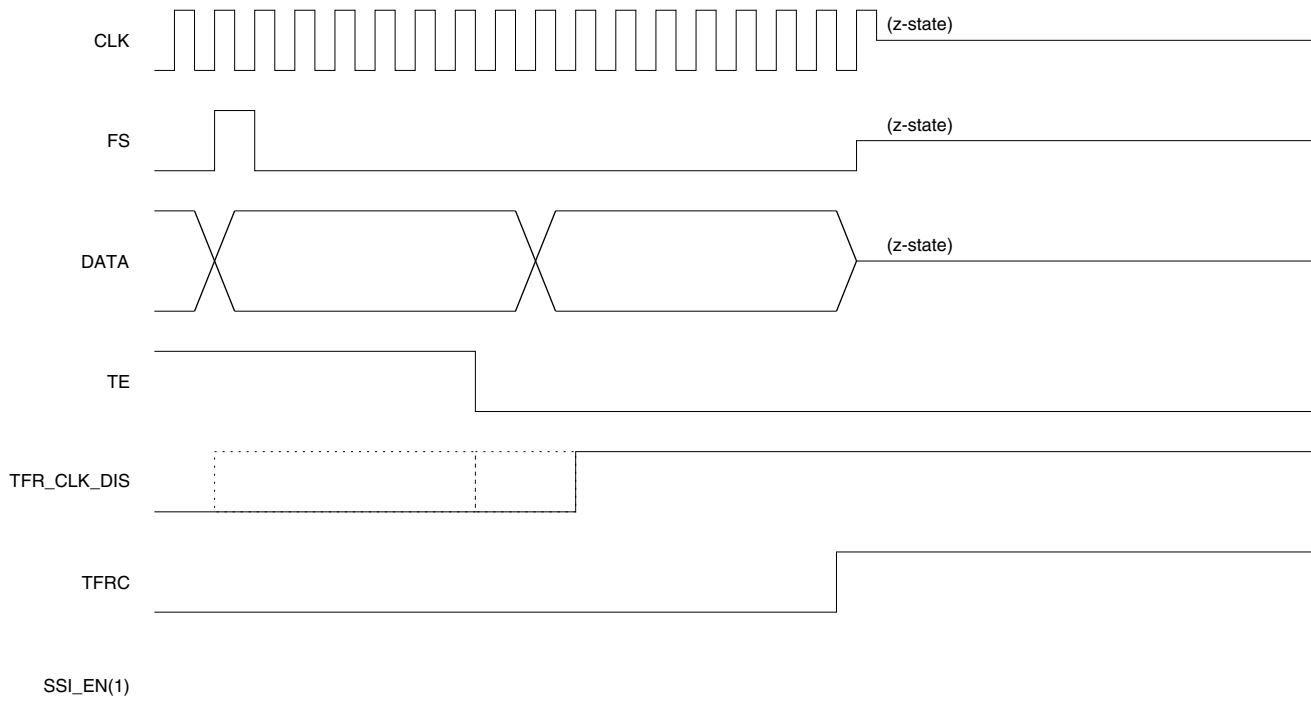 (z-state)
CLK
(z-state)
FS
(z-state)
DATA
TE
TFR_CLK_DIS
TFRC
SSI_EN(1)